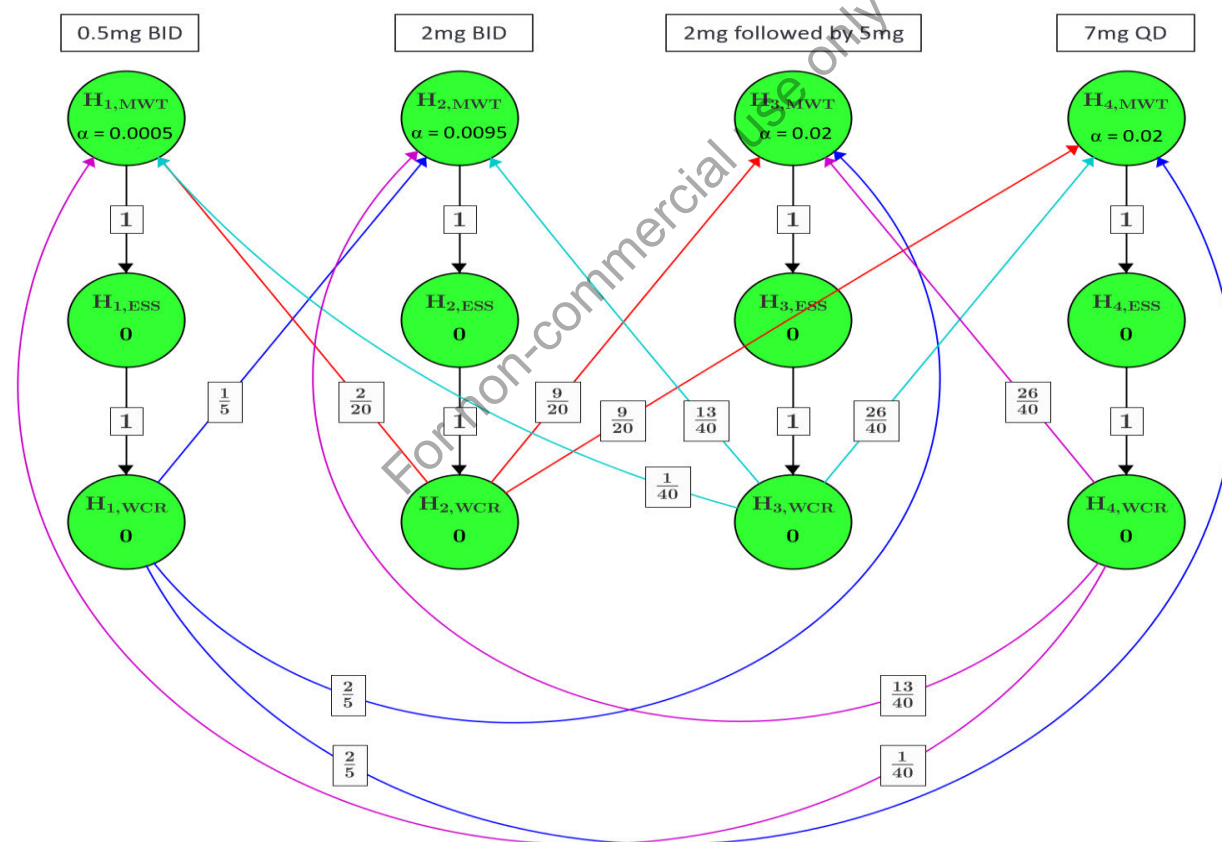 0.5mg BID
2mg BID
2mg followed by 5mg
7mg QD
H1,MWT
α = 0.0005
H2,MWT
α = 0.0095
H3,MWT
α = 0.02
H4,MWT
α = 0.02
1
1
1
1
H1,ESS
0
H2,ESS
0
H3,ESS
0
H4,ESS
0
1/5
2/20
9/20
9/20
13/40
26/40
26/40
1
1
1
1
1/40
H1,WCR
0
H2,WCR
0
H3,WCR
0
H4,WCR
0
2/5
13/40
2/5
1/40
For non-commercial use only